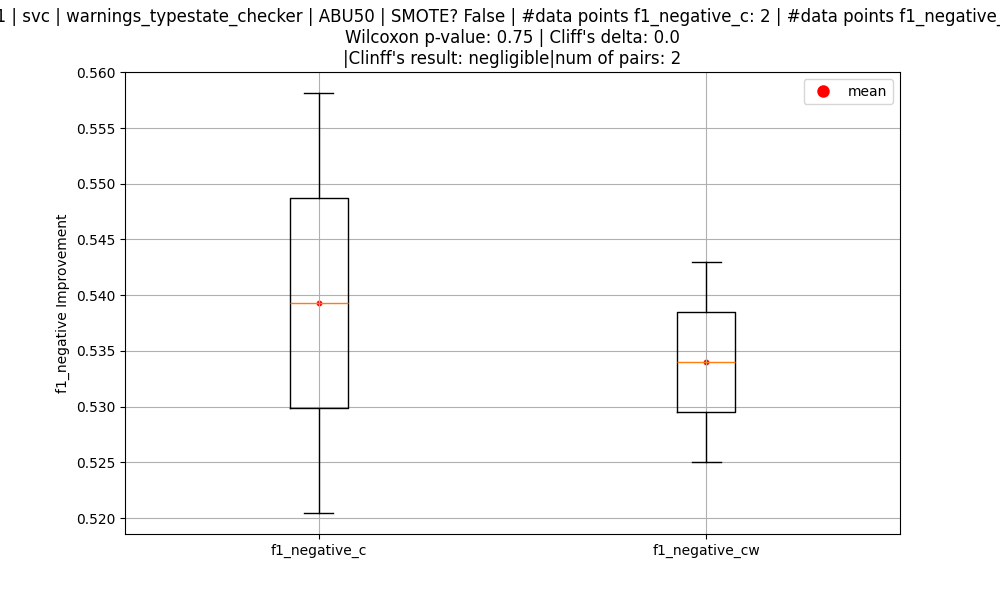 1 | svc | warnings_typestate_checker | ABU50 | SMOTE? False | #data points f1_negative_c: 2 | #data points f1_negative_
Wilcoxon p-value: 0.75 | Cliff's delta: 0.0
|Clinff's result: negligible|num of pairs: 2
mean
0.560
0.555
0.550
0.545
0.540
0.535
0.530
0.525
0.520
f1_negative Improvement
f1_negative_c
f1_negative_cw